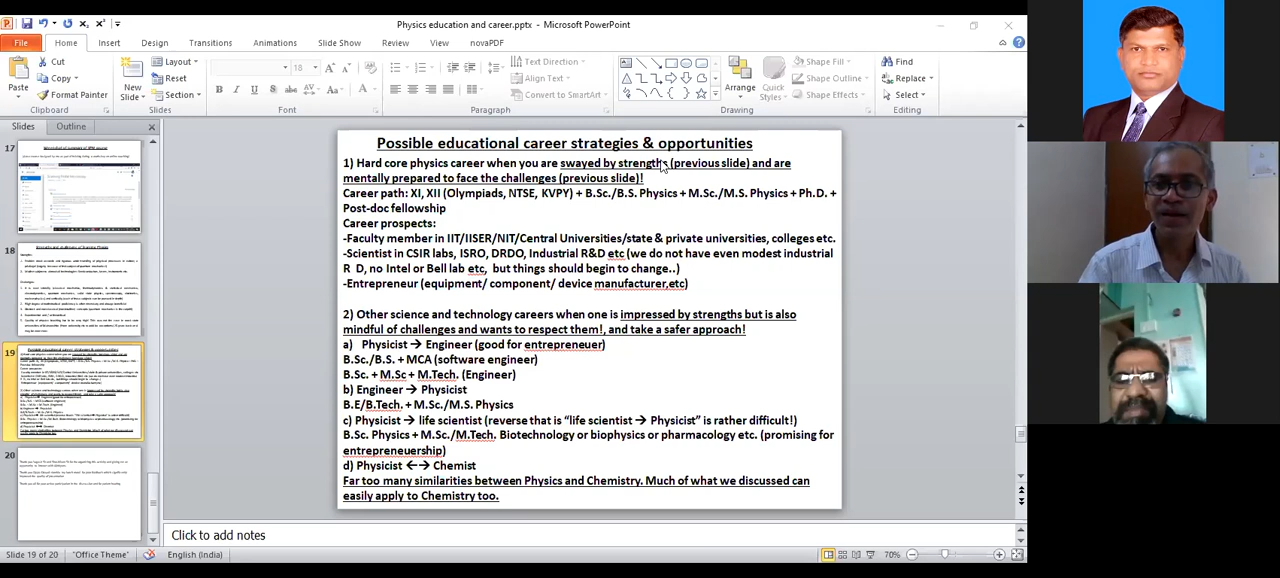 Physics education and career.pptx - Microsoft PowerPoint
File Home Insert Design Transitions Animations Slide Show Review View novaPDF
Paste
Cut
Copy
Format Painter
Clipboard
New Slide
Layout
Reset
Section
Slides
18
Font
Text Direction
Align Text
Convert to SmartArt
Paragraph
Arrange
Quick Styles
Shape Fill
Shape Outline
Shape Effects
Drawing
Find
Replace
Select
Editing
Slides Outline
17
18
19
20
Possible educational career strategies & opportunities
1) Hard core physics career when you are swayed by strengths (previous slide) and are
mentally prepared to face the challenges (previous slide)!
Career path: XI, XII (Olympiads, NTSE, KVPY) + B.Sc./B.S. Physics + M.Sc./M.S. Physics + Ph.D. +
Post-doc fellowship
Career prospects:
-Faculty member in IIT/IISER/NIT/Central Universities/state & private universities, colleges etc.
-Scientist in CSIR labs, ISRO, DRDO, Industrial R&D etc (we do not have even modest industrial
R D, no Intel or Bell lab etc, but things should begin to change..)
-Entrepreneur (equipment/ component/ device manufacturer,etc)
2) Other science and technology careers when one is impressed by strengths but is also
mindful of challenges and wants to respect them!, and take a safer approach!
a) Physicist → Engineer (good for entrepreneuer)
B.Sc./B.S. + MCA (software engineer)
B.Sc. + M.Sc + M.Tech. (Engineer)
b) Engineer → Physicist
B.E/B.Tech. + M.Sc./M.S. Physics
c) Physicist → life scientist (reverse that is “life scientist → Physicist” is rather difficult!)
B.Sc. Physics + M.Sc./M.Tech. Biotechnology or biophysics or pharmacology etc. (promising for
entrepreneuership)
d) Physicist ←→ Chemist
Far too many similarities between Physics and Chemistry. Much of what we discussed can
easily apply to Chemistry too.
Click to add notes
Slide 19 of 20 "Office Theme" English (India) 70%